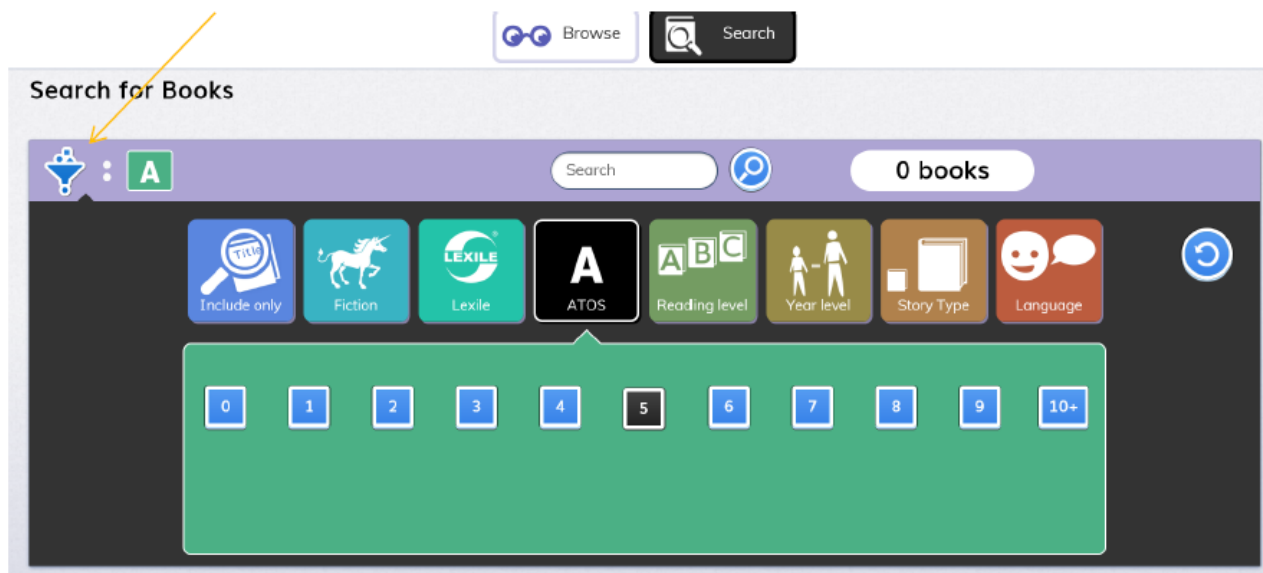 Browse
Search
Search for Books
A
Search
0 books
Title
Include only
Fiction
LEXILE
Lexile
A
ATOS
A B C
Reading level
Year level
Story Type
Language
0 1 2 3 4 5 6 7 8 9 10+